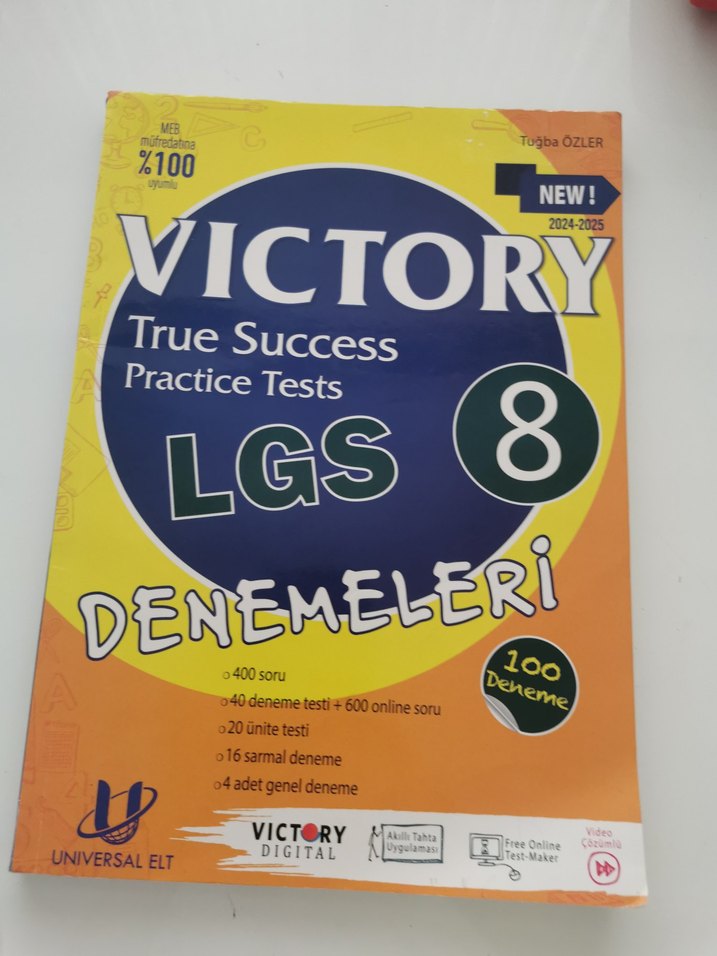 MEB
müfredatına
%100
uyumlu
Tuğba ÖZLER
NEW!
2024-2025
VICTORY
True Success
Practice Tests
LGS
8
DENEMELERİ
100
Deneme
400 soru
40 deneme testi + 600 online soru
20 ünite testi
16 sarmal deneme
4 adet genel deneme
UNIVERSAL ELT
VICTORY
DIGITAL
Akıllı Tahta
Uygulaması
Free Online
Test-Maker
Video
Çözümlü